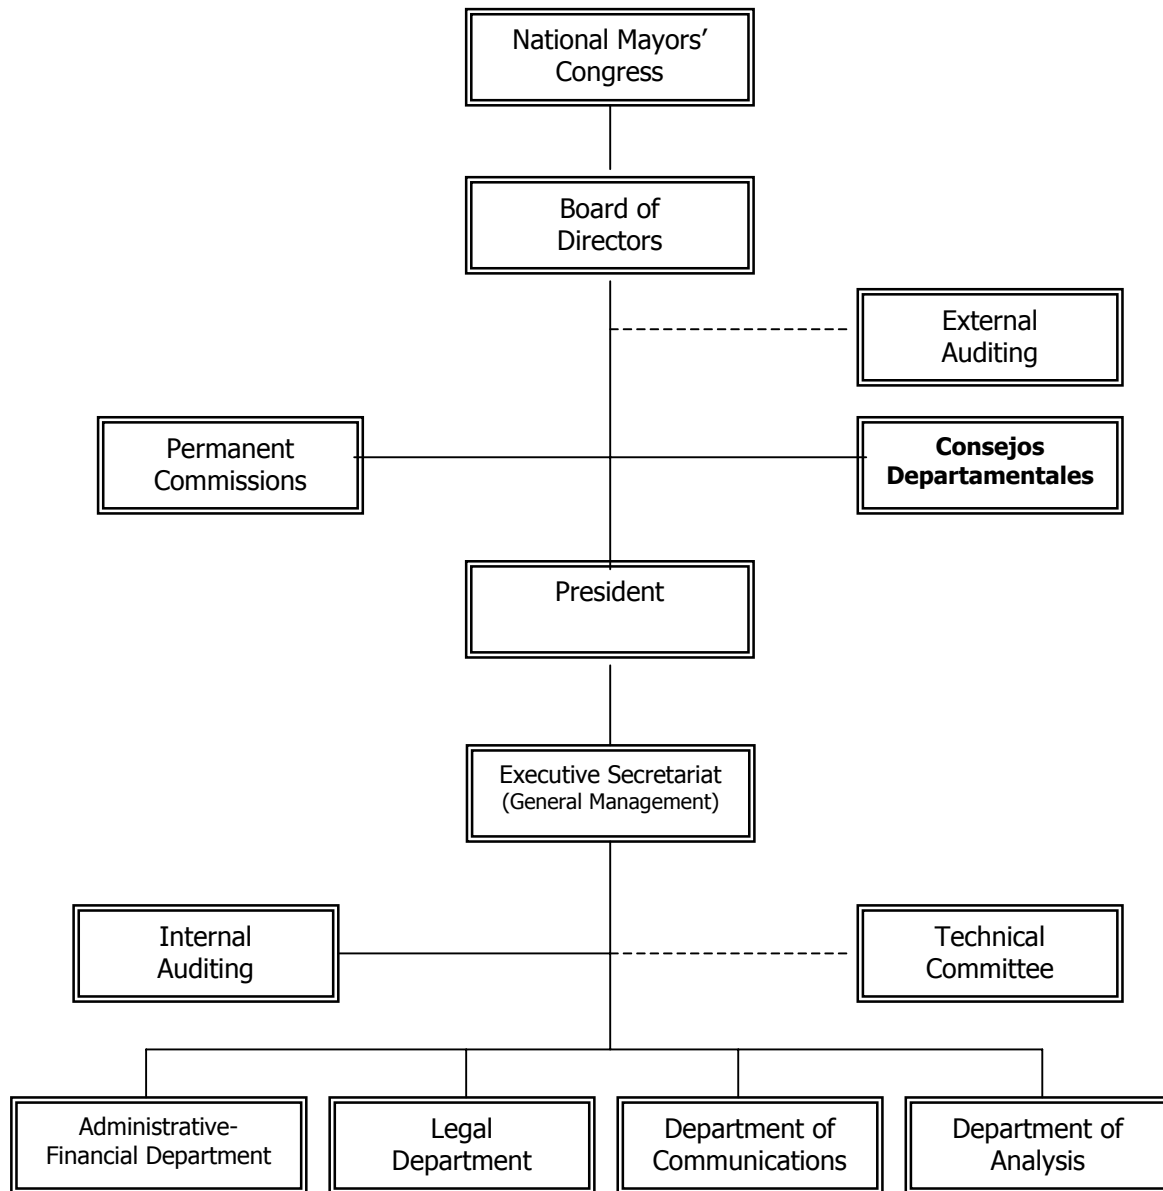 National Mayors’
Congress
Board of
Directors
External
Auditing
Permanent
Commissions
Consejos
Departamentales
President
Executive Secretariat
(General Management)
Internal
Auditing
Technical
Committee
Administrative-
Financial Department
Legal
Department
Department of
Communications
Department of
Analysis